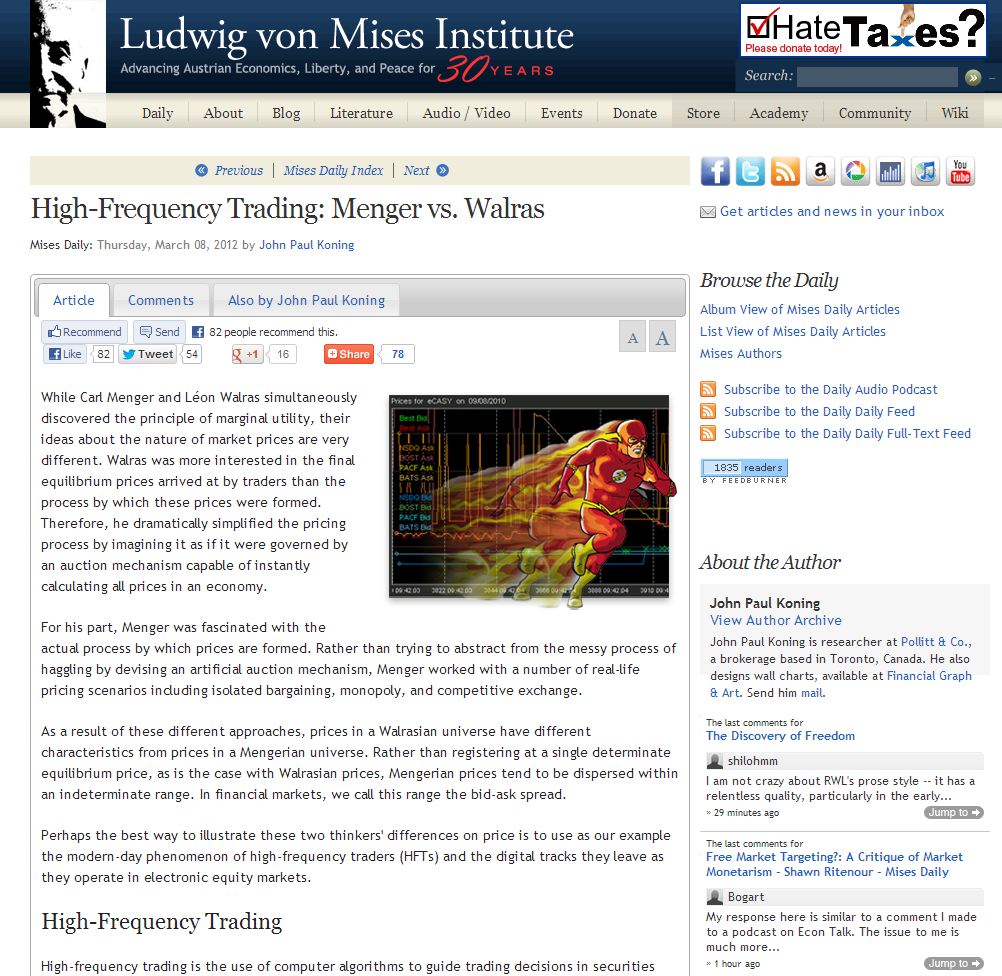 Ludwig von Mises Institute
Advancing Austrian Economics, Liberty, and Peace for 30 YEARS
Hate Taxes?
Please donate today!
Search:
Daily About Blog Literature Audio / Video Events Donate Store Academy Community Wiki
Previous | Mises Daily Index | Next
High-Frequency Trading: Menger vs. Walras
Mises Daily: Thursday, March 08, 2012 by John Paul Koning
Article Comments Also by John Paul Koning
Recommend Send 82 people recommend this.
Like 82 Tweet 54 +1 16 Share 78
A A
While Carl Menger and Léon Walras simultaneously
discovered the principle of marginal utility, their
ideas about the nature of market prices are very
different. Walras was more interested in the final
equilibrium prices arrived at by traders than the
process by which these prices were formed.
Therefore, he dramatically simplified the pricing
process by imagining it as if it were governed by
an auction mechanism capable of instantly
calculating all prices in an economy.
Prices for eCASY on 09/08/2010
Best Bid
Best Ask
NSDQ Ask
BOST Ask
PACF Ask
BATS Ask
NSDQ Bid
BOST Bid
PACF Bid
BATS Bid
For his part, Menger was fascinated with the
actual process by which prices are formed. Rather than trying to abstract from the messy process of
haggling by devising an artificial auction mechanism, Menger worked with a number of real-life
pricing scenarios including isolated bargaining, monopoly, and competitive exchange.
As a result of these different approaches, prices in a Walrasian universe have different
characteristics from prices in a Mengerian universe. Rather than registering at a single determinate
equilibrium price, as is the case with Walrasian prices, Mengerian prices tend to be dispersed within
an indeterminate range. In financial markets, we call this range the bid-ask spread.
Perhaps the best way to illustrate these two thinkers' differences on price is to use as our example
the modern-day phenomenon of high-frequency traders (HFTs) and the digital tracks they leave as
they operate in electronic equity markets.
High-Frequency Trading
High-frequency trading is the use of computer algorithms to guide trading decisions in securities
You Tube
Get articles and news in your inbox
Browse the Daily
Album View of Mises Daily Articles
List View of Mises Daily Articles
Mises Authors
Subscribe to the Daily Audio Podcast
Subscribe to the Daily Daily Feed
Subscribe to the Daily Daily Full-Text Feed
1835 readers
BY FEEDBURNER
About the Author
John Paul Koning
View Author Archive
John Paul Koning is researcher at Pollitt & Co.,
a brokerage based in Toronto, Canada. He also
designs wall charts, available at Financial Graph
& Art. Send him mail.
The last comments for
The Discovery of Freedom
shilohmm
I am not crazy about RWL's prose style -- it has a
relentless quality, particularly in the early...
» 29 minutes ago Jump to
The last comments for
Free Market Targeting?: A Critique of Market
Monetarism - Shawn Ritenour - Mises Daily
Bogart
My response here is similar to a comment I made
to a podcast on Econ Talk. The issue to me is
much more...
» 1 hour ago Jump to